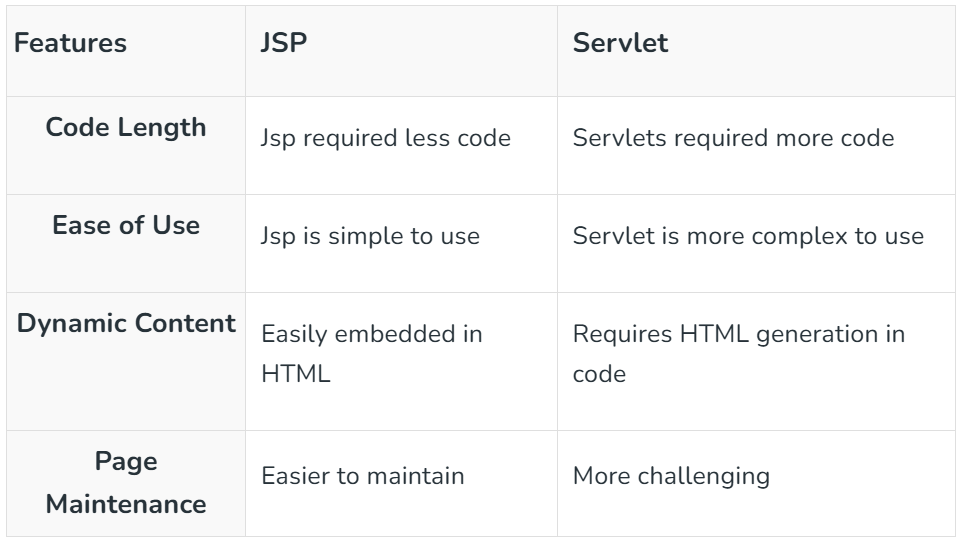 Features JSP Servlet
Code Length Jsp required less code Servlets required more code
Ease of Use Jsp is simple to use Servlet is more complex to use
Dynamic Content
Easily embedded in
HTML
Requires HTML generation in
code
Page
Maintenance
Easier to maintain
More challenging